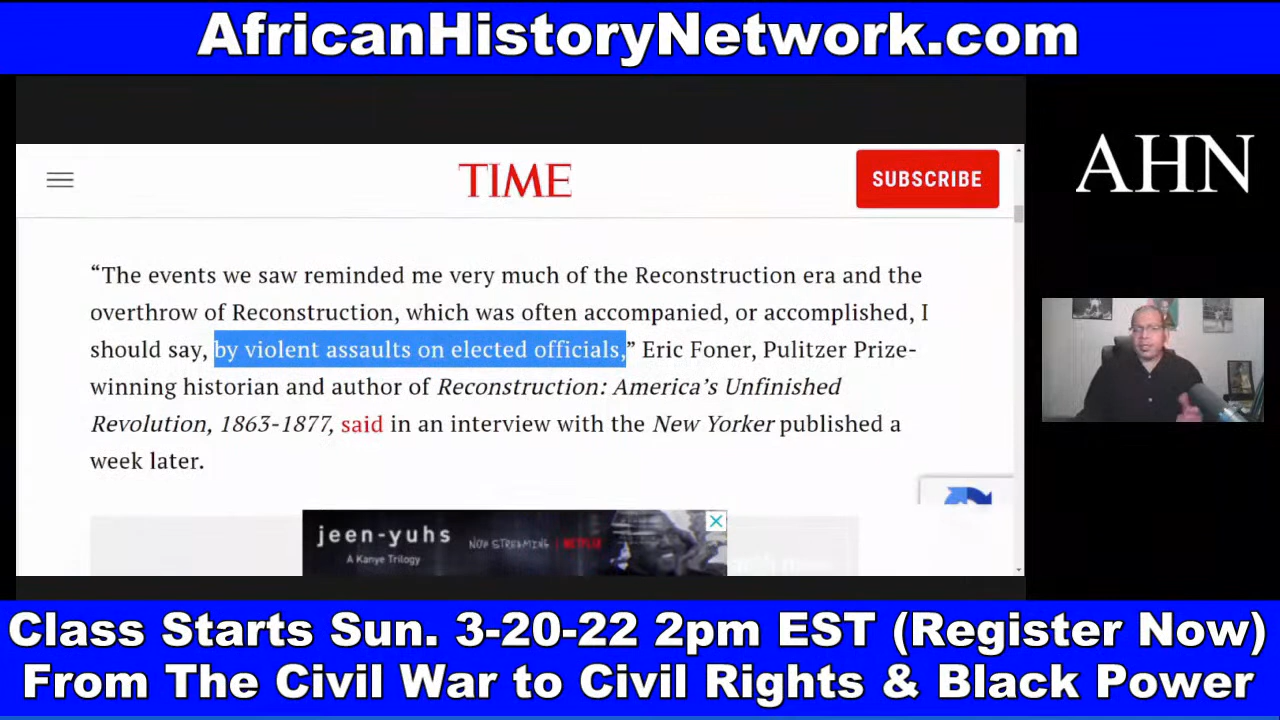 AfricanHistoryNetwork.com
AHN
TIME
SUBSCRIBE
“The events we saw reminded me very much of the Reconstruction era and the
overthrow of Reconstruction, which was often accompanied, or accomplished, I
should say, by violent assaults on elected officials,” Eric Foner, Pulitzer Prize-
winning historian and author of Reconstruction: America’s Unfinished
Revolution, 1863-1877, said in an interview with the New Yorker published a
week later.
jeen-yuhs
A Kanye Trilogy
NOW STREAMING | NETFLIX
Class Starts Sun. 3-20-22 2pm EST (Register Now)
From The Civil War to Civil Rights & Black Power